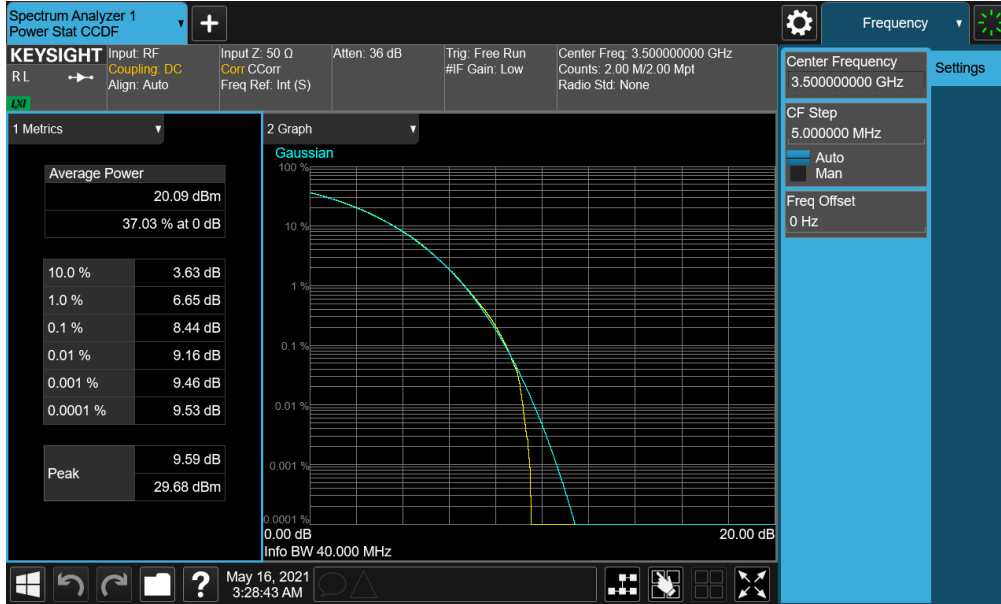 Spectrum Analyzer 1
Power Stat CCDF
+
Frequency
KEYSIGHT
RL
LXI
Input: RF
Coupling: DC
Align: Auto
Input Z: 50 Ω
Corr CCorr
Freq Ref: Int (S)
Atten: 36 dB
Trig: Free Run
#IF Gain: Low
Center Freq: 3.500000000 GHz
Counts: 2.00 M/2.00 Mpt
Radio Std: None
Center Frequency
3.500000000 GHz
Settings
CF Step
5.000000 MHz
Auto
Man
Freq Offset
0 Hz
1 Metrics
Average Power
20.09 dBm
37.03 % at 0 dB
10.0 % 3.63 dB
1.0 % 6.65 dB
0.1 % 8.44 dB
0.01 % 9.16 dB
0.001 % 9.46 dB
0.0001 % 9.53 dB
Peak
9.59 dB
29.68 dBm
2 Graph
Gaussian
100 %
10 %
1 %
0.1 %
0.01 %
0.001 %
0.0001 %
0.00 dB 20.00 dB
Info BW 40.000 MHz
?
May 16, 2021
3:28:43 AM